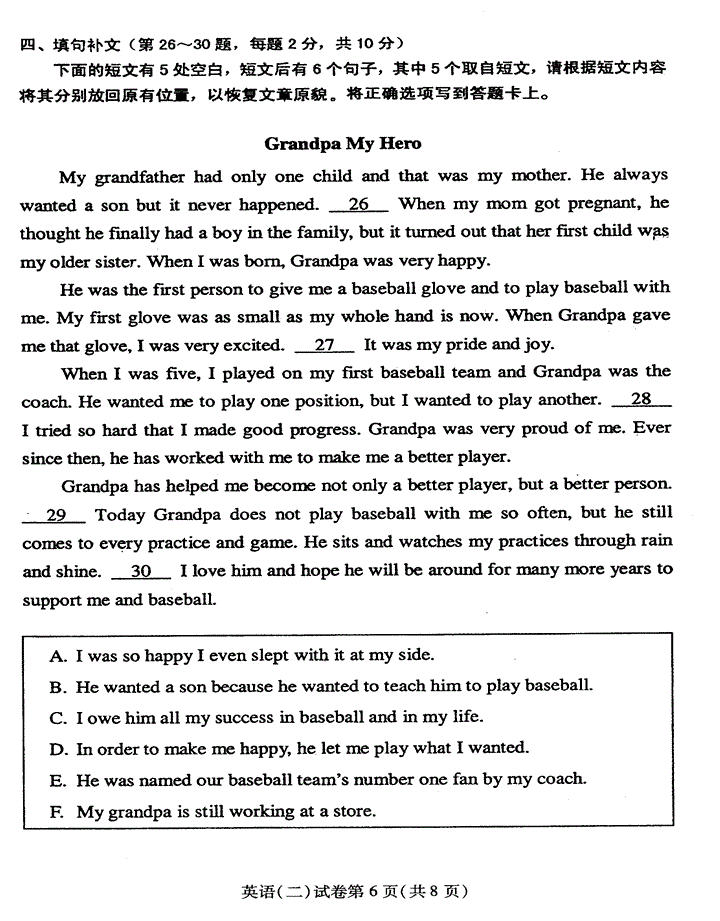 四、填句补文（第26～30题，每题2分，共10分）
下面的短文有5处空白，短文后有6个句子，其中5个取自短文，请根据短文内容
将其分别放回原有位置，以恢复文章原貌。将正确选项写到答题卡上。
Grandpa My Hero
My grandfather had only one child and that was my mother. He always
wanted a son but it never happened. 26 When my mom got pregnant, he
thought he finally had a boy in the family, but it turned out that her first child was
my older sister. When I was born, Grandpa was very happy.
He was the first person to give me a baseball glove and to play baseball with
me. My first glove was as small as my whole hand is now. When Grandpa gave
me that glove, I was very excited. 27 It was my pride and joy.
When I was five, I played on my first baseball team and Grandpa was the
coach. He wanted me to play one position, but I wanted to play another. 28
I tried so hard that I made good progress. Grandpa was very proud of me. Ever
since then, he has worked with me to make me a better player.
Grandpa has helped me become not only a better player, but a better person.
29 Today Grandpa does not play baseball with me so often, but he still
comes to every practice and game. He sits and watches my practices through rain
and shine. 30 I love him and hope he will be around for many more years to
support me and baseball.
A. I was so happy I even slept with it at my side.
B. He wanted a son because he wanted to teach him to play baseball.
C. I owe him all my success in baseball and in my life.
D. In order to make me happy, he let me play what I wanted.
E. He was named our baseball team's number one fan by my coach.
F. My grandpa is still working at a store.
英语(二)试卷第6页(共8页)